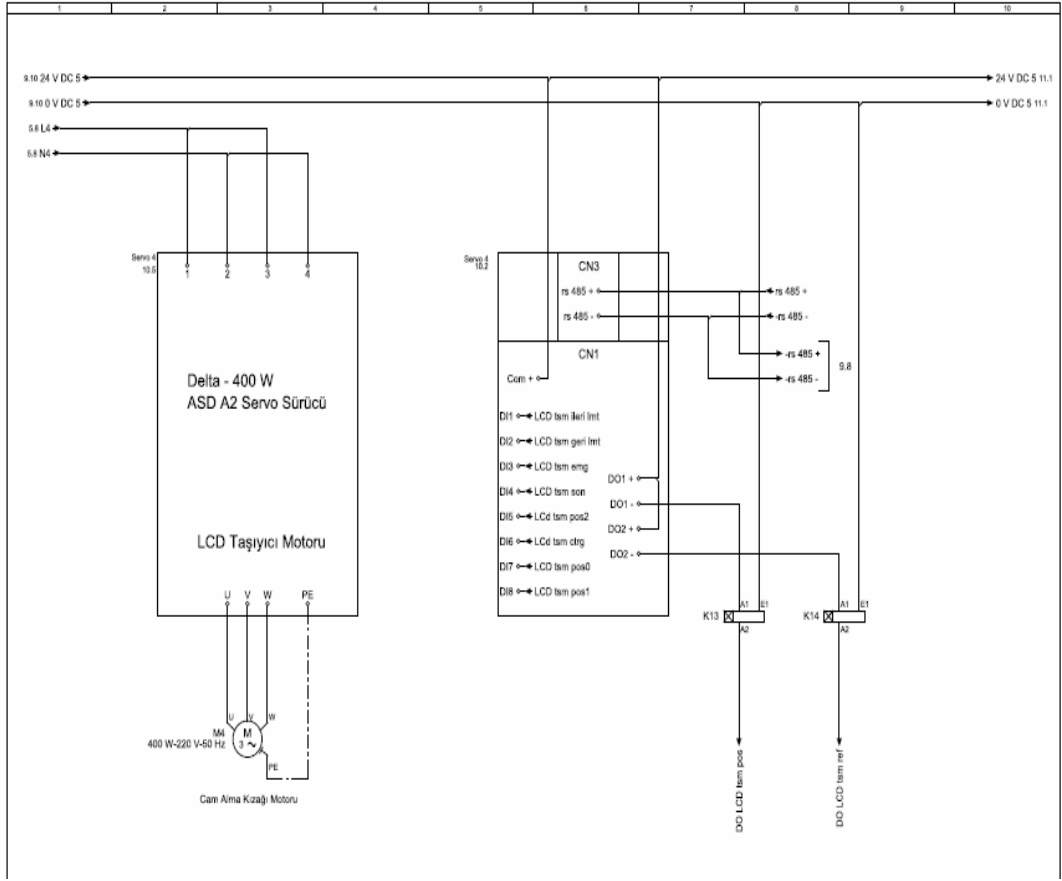 1 2 3 4 5 6 7 8 9 10
9.10 24 V DC 5
24 V DC 5 11.1
9.10 0 V DC 5
0 V DC 5 11.1
5.8 L4
5.8 N4
Servo 4
10.5
1 2 3 4
Delta - 400 W
ASD A2 Servo Sürücü
LCD Taşıyıcı Motoru
U V W PE
U V W
M4
400 W-220 V-50 Hz
M
3 ~
PE
Cam Alma Kızağı Motoru
Servo 4
10.2
CN3
rs 485 +
rs 485 -
rs 485 +
-rs 485 -
-rs 485 +
-rs 485 -
9.8
CN1
Com +
DI1 LCD tsm ileri lmt
DI2 LCD tsm geri lmt
DI3 LCD tsm emg
DI4 LCD tsm son
DI5 LCd tsm pos2
DI6 LCd tsm ctrg
DI7 LCD tsm pos0
DI8 LCD tsm pos1
DO1 +
DO1 -
DO2 +
DO2 -
K13 A1 E1
A2
K14 A1 E1
A2
DO LCD tsm pos
DO LCD tsm ref